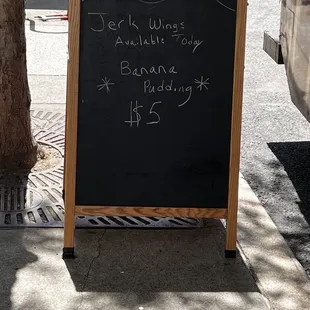 Jerk Wings
Available Today
Banana
* Pudding *
$5